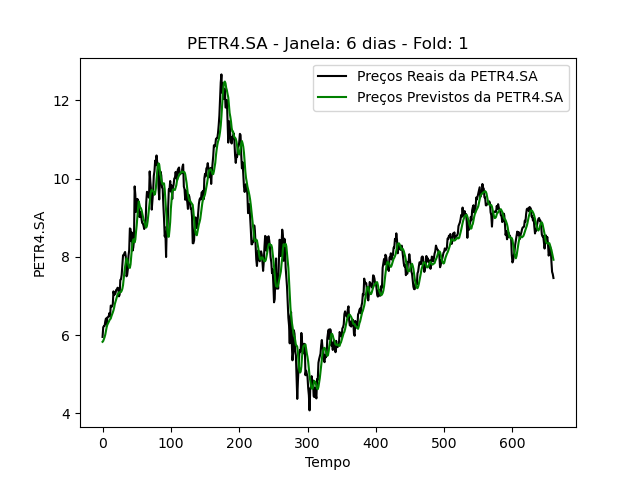 PETR4.SA - Janela: 6 dias - Fold: 1
Preços Reais da PETR4.SA
Preços Previstos da PETR4.SA
12
10
8
6
4
PETR4.SA
0 100 200 300 400 500 600
Tempo